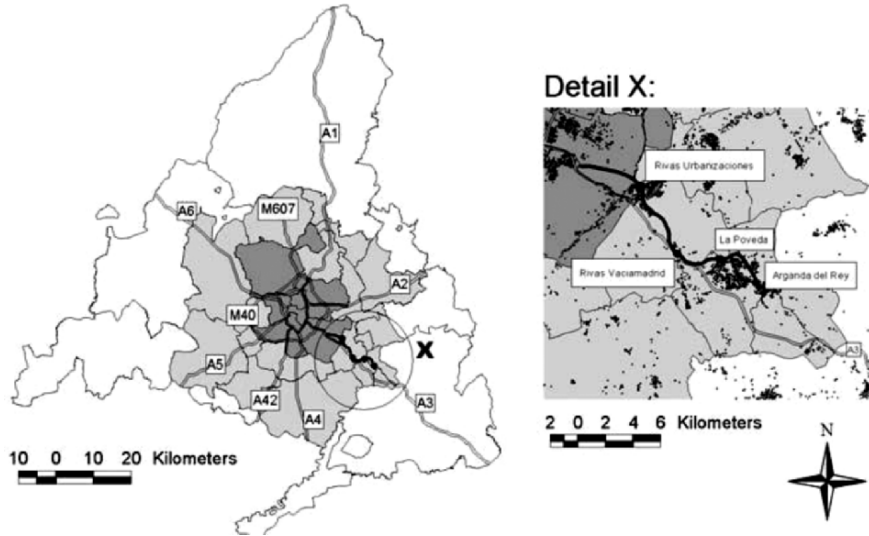 A1
A6
M607
A2
M40
X
A5
A42
A4
A3
10 0 10 20 Kilometers
Detail X:
Rivas Urbanizaciones
La Poveda
Rivas Vaciamadrid
Arganda del Rey
A3
2 0 2 4 6 Kilometers
N